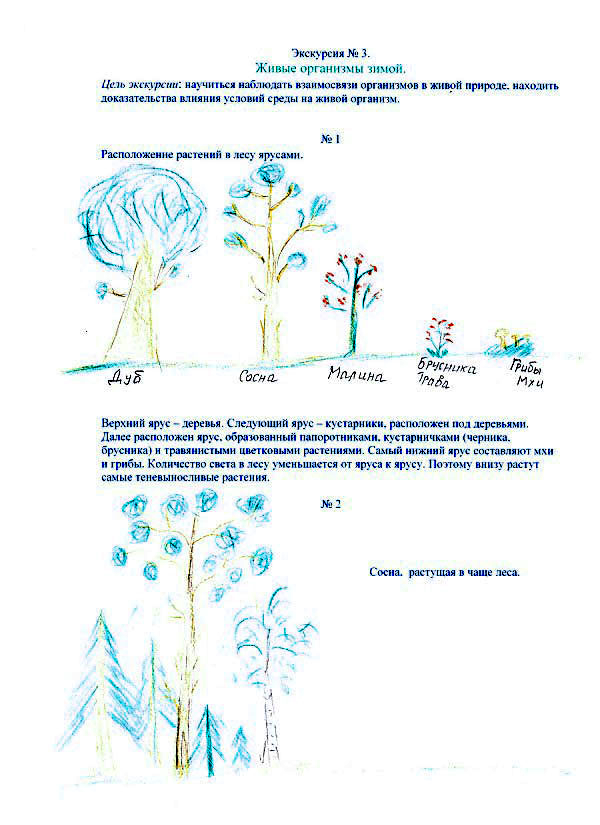 Экскурсия № 3.
Живые организмы зимой.
Цель экскурсии: научиться наблюдать взаимосвязи организмов в живой природе, находить
доказательства влияния условий среды на живой организм.
№ 1
Расположение растений в лесу ярусами.
Дуб Сосна Малина Брусника Грибы
Трава Мхи
Верхний ярус – деревья. Следующий ярус – кустарники, расположен под деревьями.
Далее расположен ярус, образованный папоротниками, кустарничками (черника,
брусника) и травянистыми цветковыми растениями. Самый нижний ярус составляют мхи
и грибы. Количество света в лесу уменьшается от яруса к ярусу. Поэтому внизу растут
самые теневыносливые растения.
№ 2
Сосна, растущая в чаще леса.